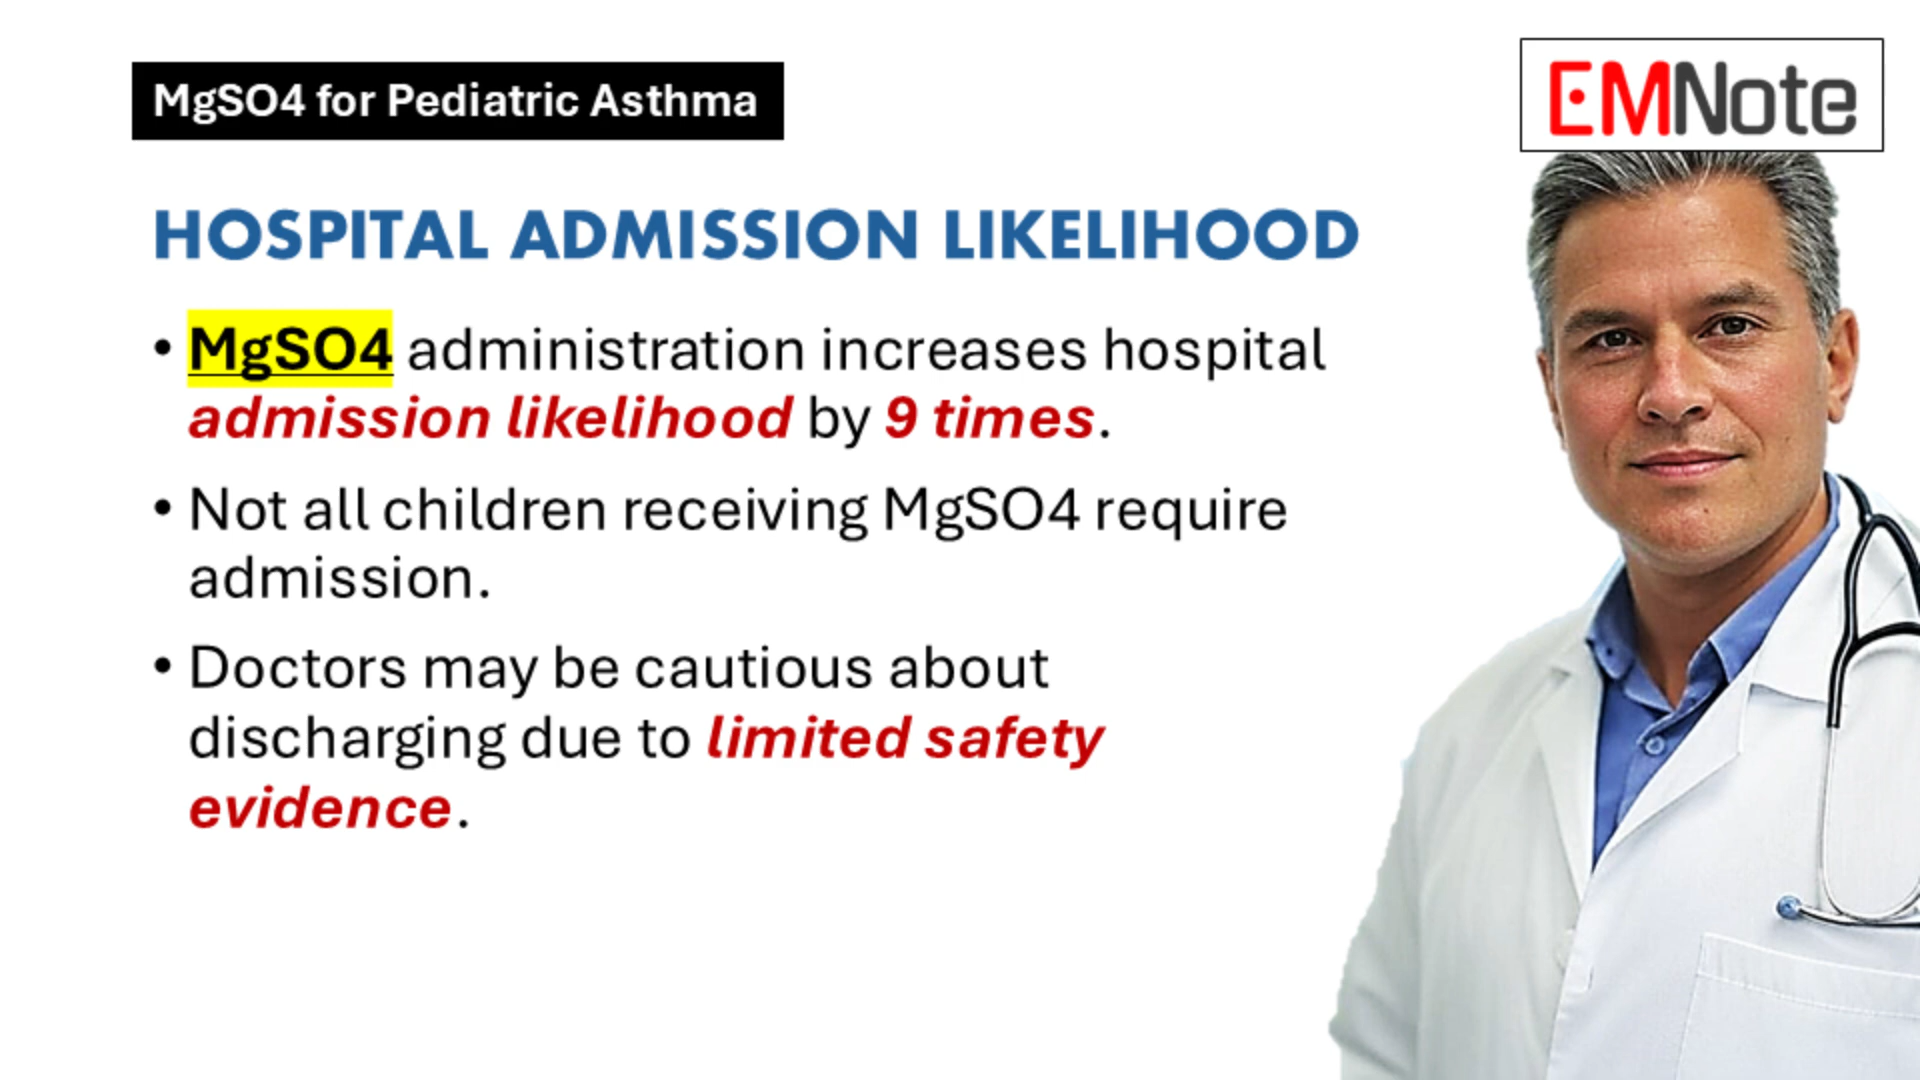 MgSO4 for Pediatric Asthma
EMNote
HOSPITAL ADMISSION LIKELIHOOD
• MgSO4 administration increases hospital
admission likelihood by 9 times.
• Not all children receiving MgSO4 require
admission.
• Doctors may be cautious about
discharging due to limited safety
evidence.